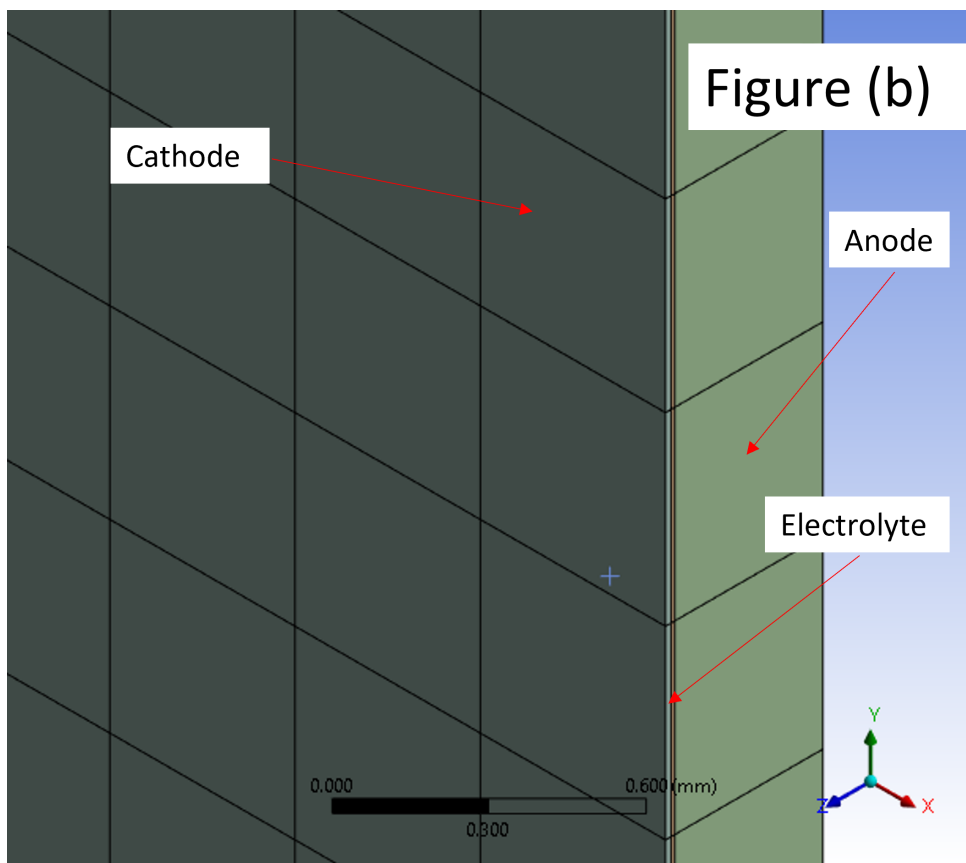 Figure (b)
Cathode
Anode
Electrolyte
Y
0.000
0.600 (mm)
Z
X
0.300